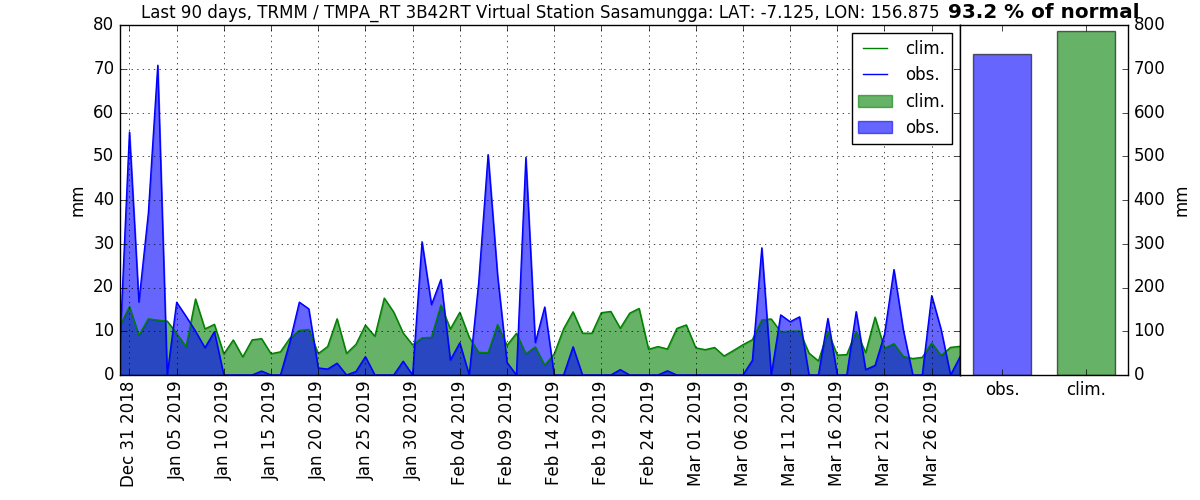 Last 90 days, TRMM / TMPA_RT 3B42RT Virtual Station Sasamungga: LAT: -7.125, LON: 156.875 93.2 % of normal
80
70
60
50
40
30
20
10
0
mm
clim.
obs.
clim.
obs.
800
700
600
500
400
300
200
100
0
mm
Dec 31 2018
Jan 05 2019
Jan 10 2019
Jan 15 2019
Jan 20 2019
Jan 25 2019
Jan 30 2019
Feb 04 2019
Feb 09 2019
Feb 14 2019
Feb 19 2019
Feb 24 2019
Mar 01 2019
Mar 06 2019
Mar 11 2019
Mar 16 2019
Mar 21 2019
Mar 26 2019
obs.
clim.